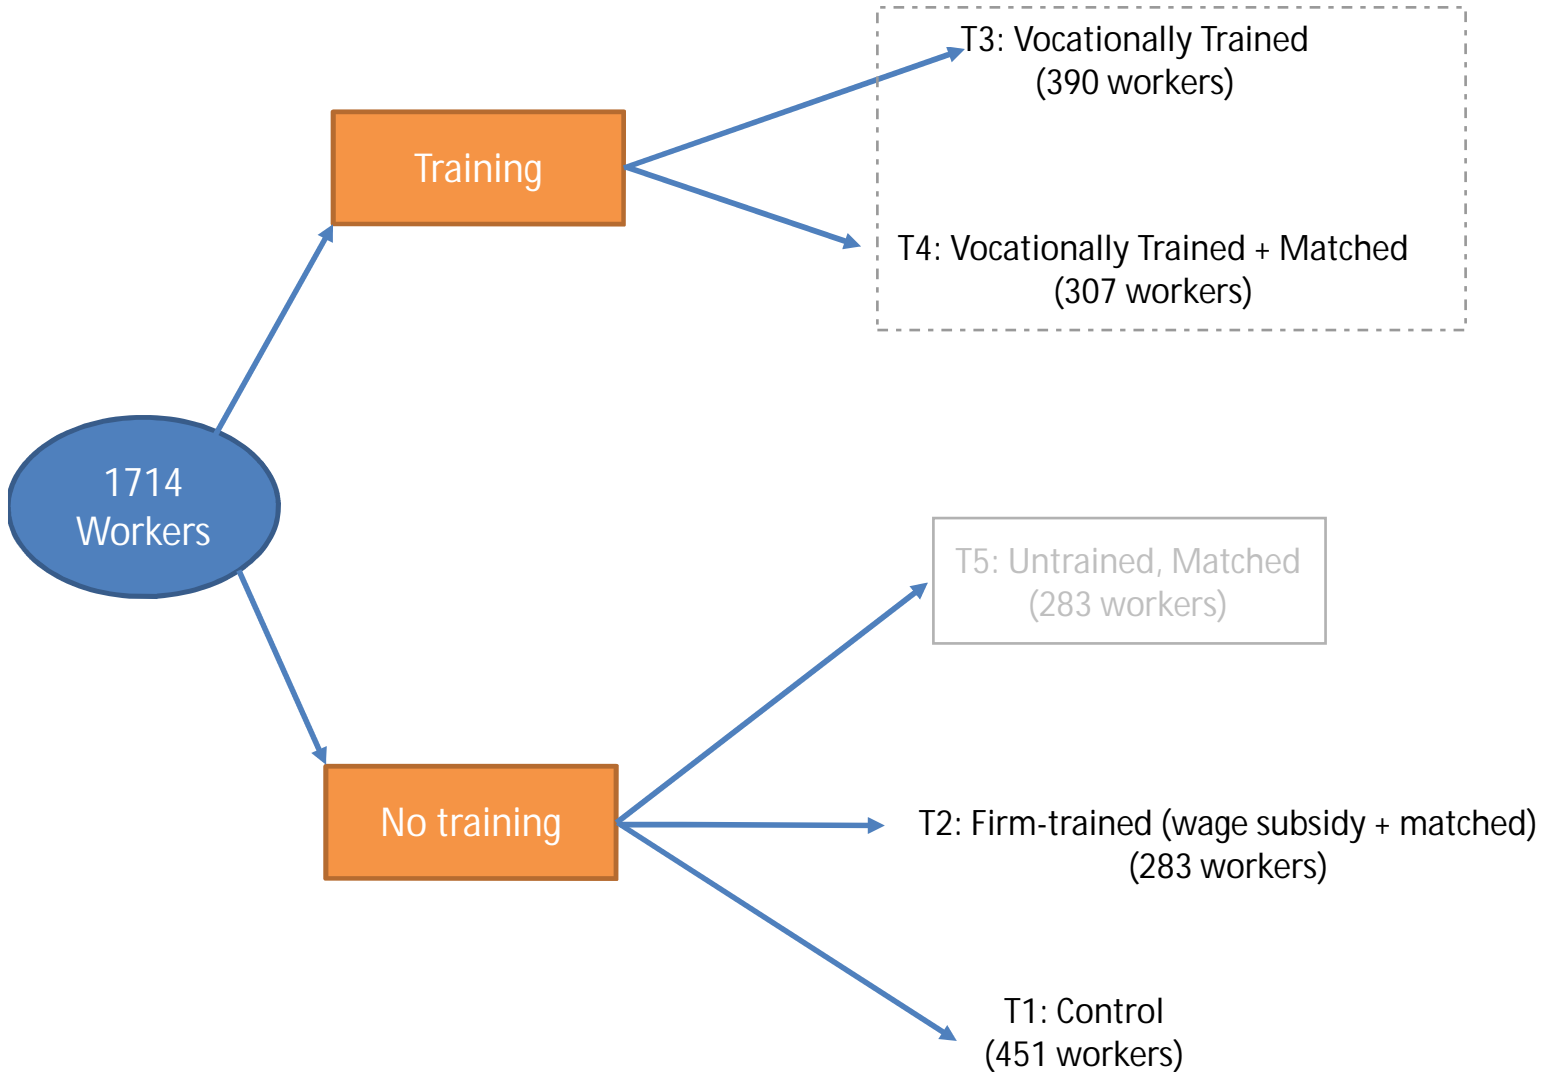 T3: Vocationally Trained
(390 workers)
Training
T4: Vocationally Trained + Matched
(307 workers)
1714
Workers
T5: Untrained, Matched
(283 workers)
No training
T2: Firm-trained (wage subsidy + matched)
(283 workers)
T1: Control
(451 workers)